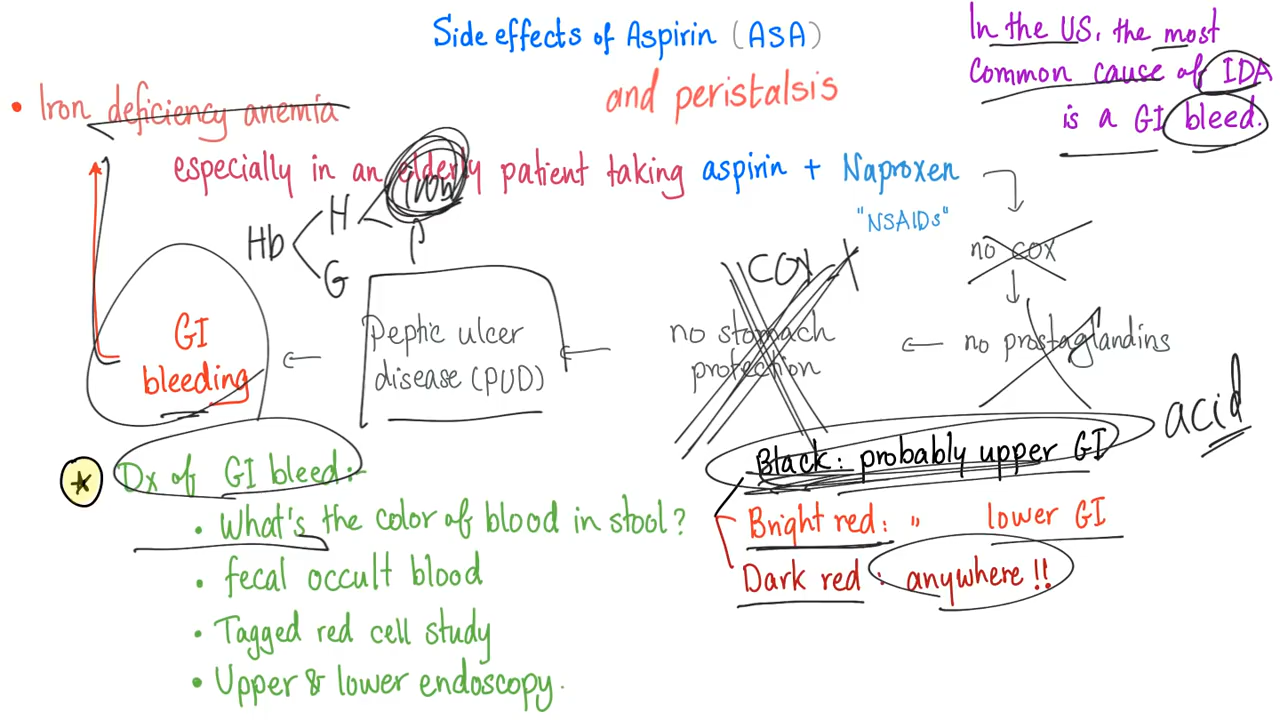 Side effects of Aspirin (ASA)
In the US, the most
common cause of IDA
is a GI bleed.
and peristalsis
• Iron deficiency anemia
especially in an elderly patient taking aspirin + Naproxen
"NSAIDs"
iron
Hb
H
G
COX X
no COX
no prostaglandins
no stomach
protection
Peptic ulcer
disease (PUD)
GI
bleeding
acid
Dx of GI bleed:-
• What's the color of blood in stool?
Black: probably upper GI
Bright red: " lower GI
Dark red: anywhere!!
• fecal occult blood
• Tagged red cell study
• Upper & lower endoscopy.